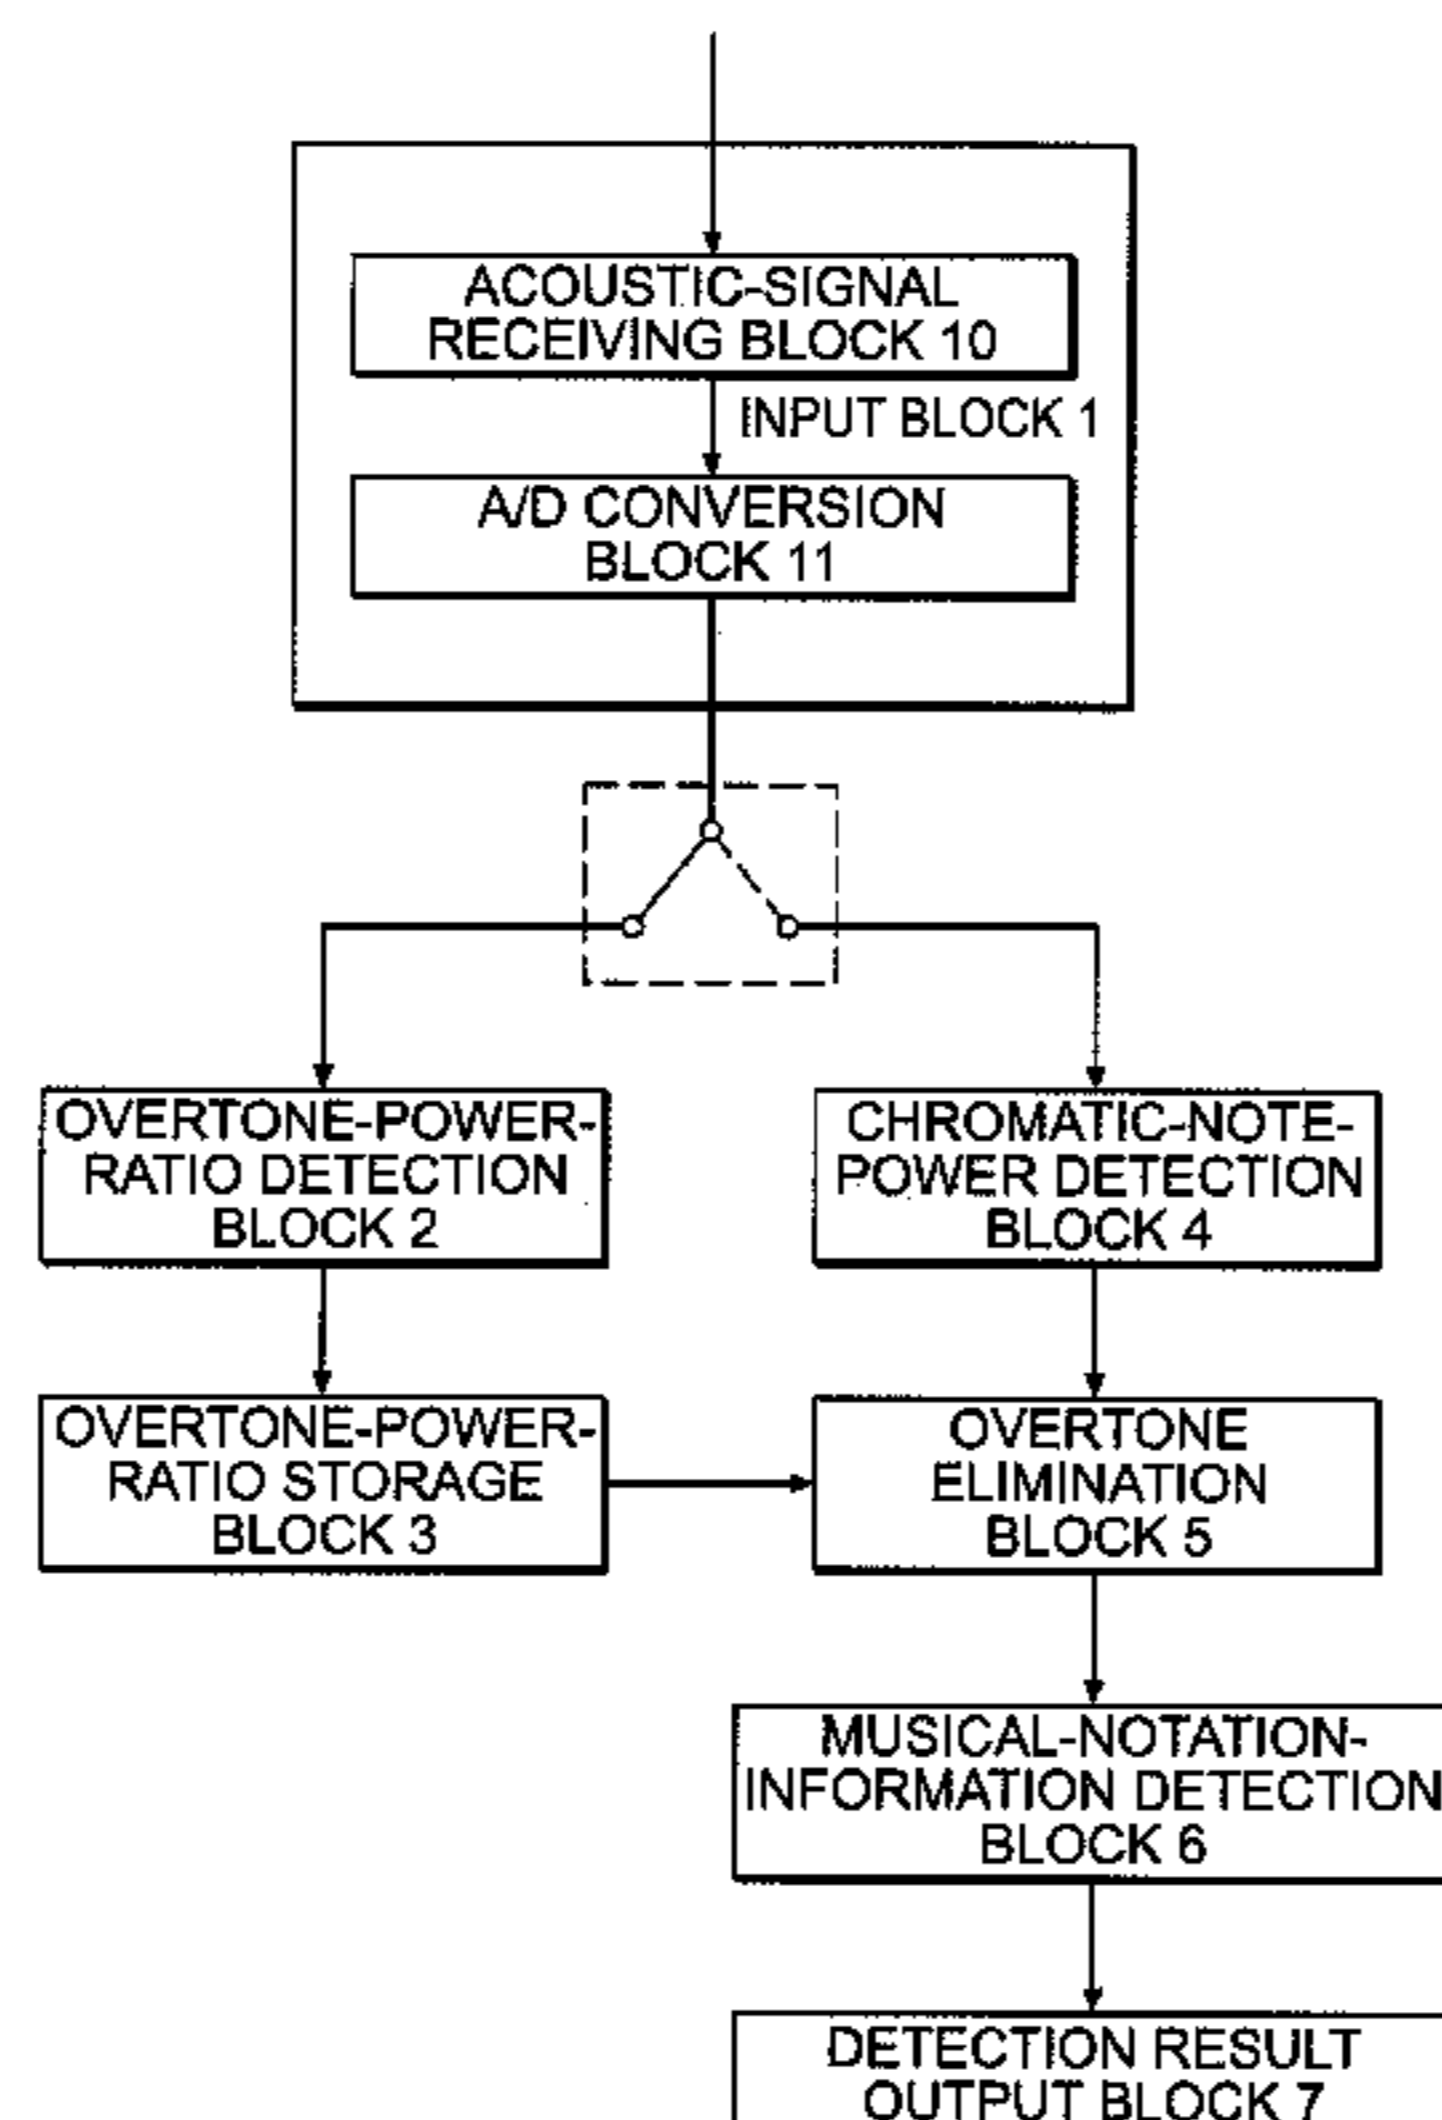 ACOUSTIC-SIGNAL
RECEIVING BLOCK 10
INPUT BLOCK 1
A/D CONVERSION
BLOCK 11
OVERTONE-POWER-
RATIO DETECTION
BLOCK 2
CHROMATIC-NOTE-
POWER DETECTION
BLOCK 4
OVERTONE-POWER-
RATIO STORAGE
BLOCK 3
OVERTONE
ELIMINATION
BLOCK 5
MUSICAL-NOTATION-
INFORMATION DETECTION
BLOCK 6
DETECTION RESULT
OUTPUT BLOCK 7